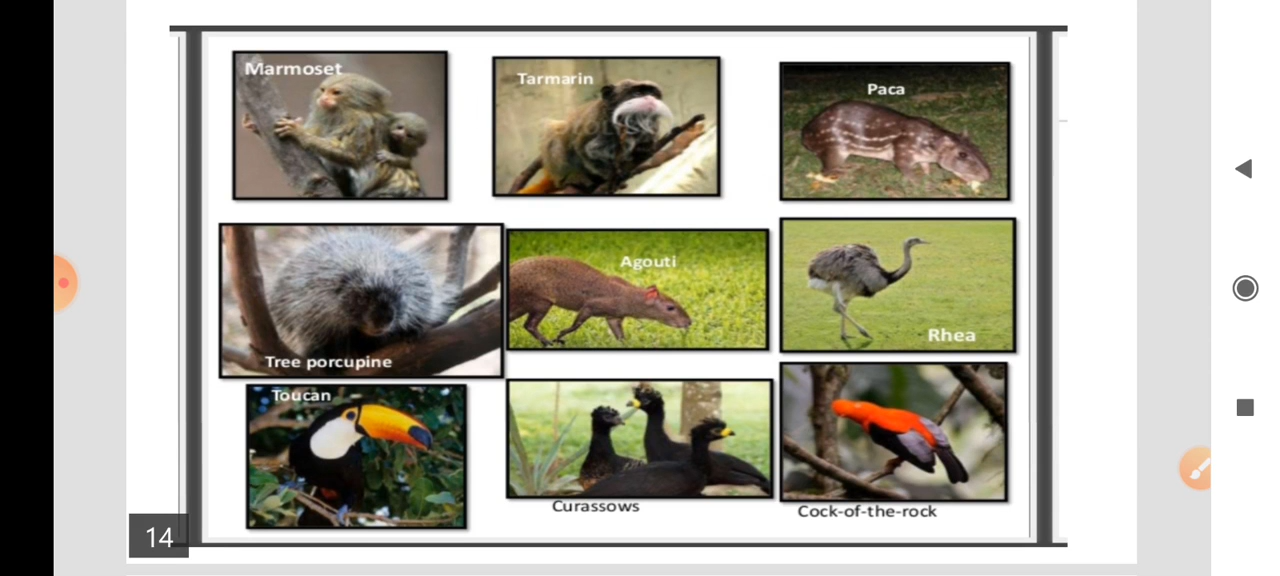 Marmoset
Tarmarin
Paca
Tree porcupine
Agouti
Rhea
Toucan
Curassows
Cock-of-the-rock
14